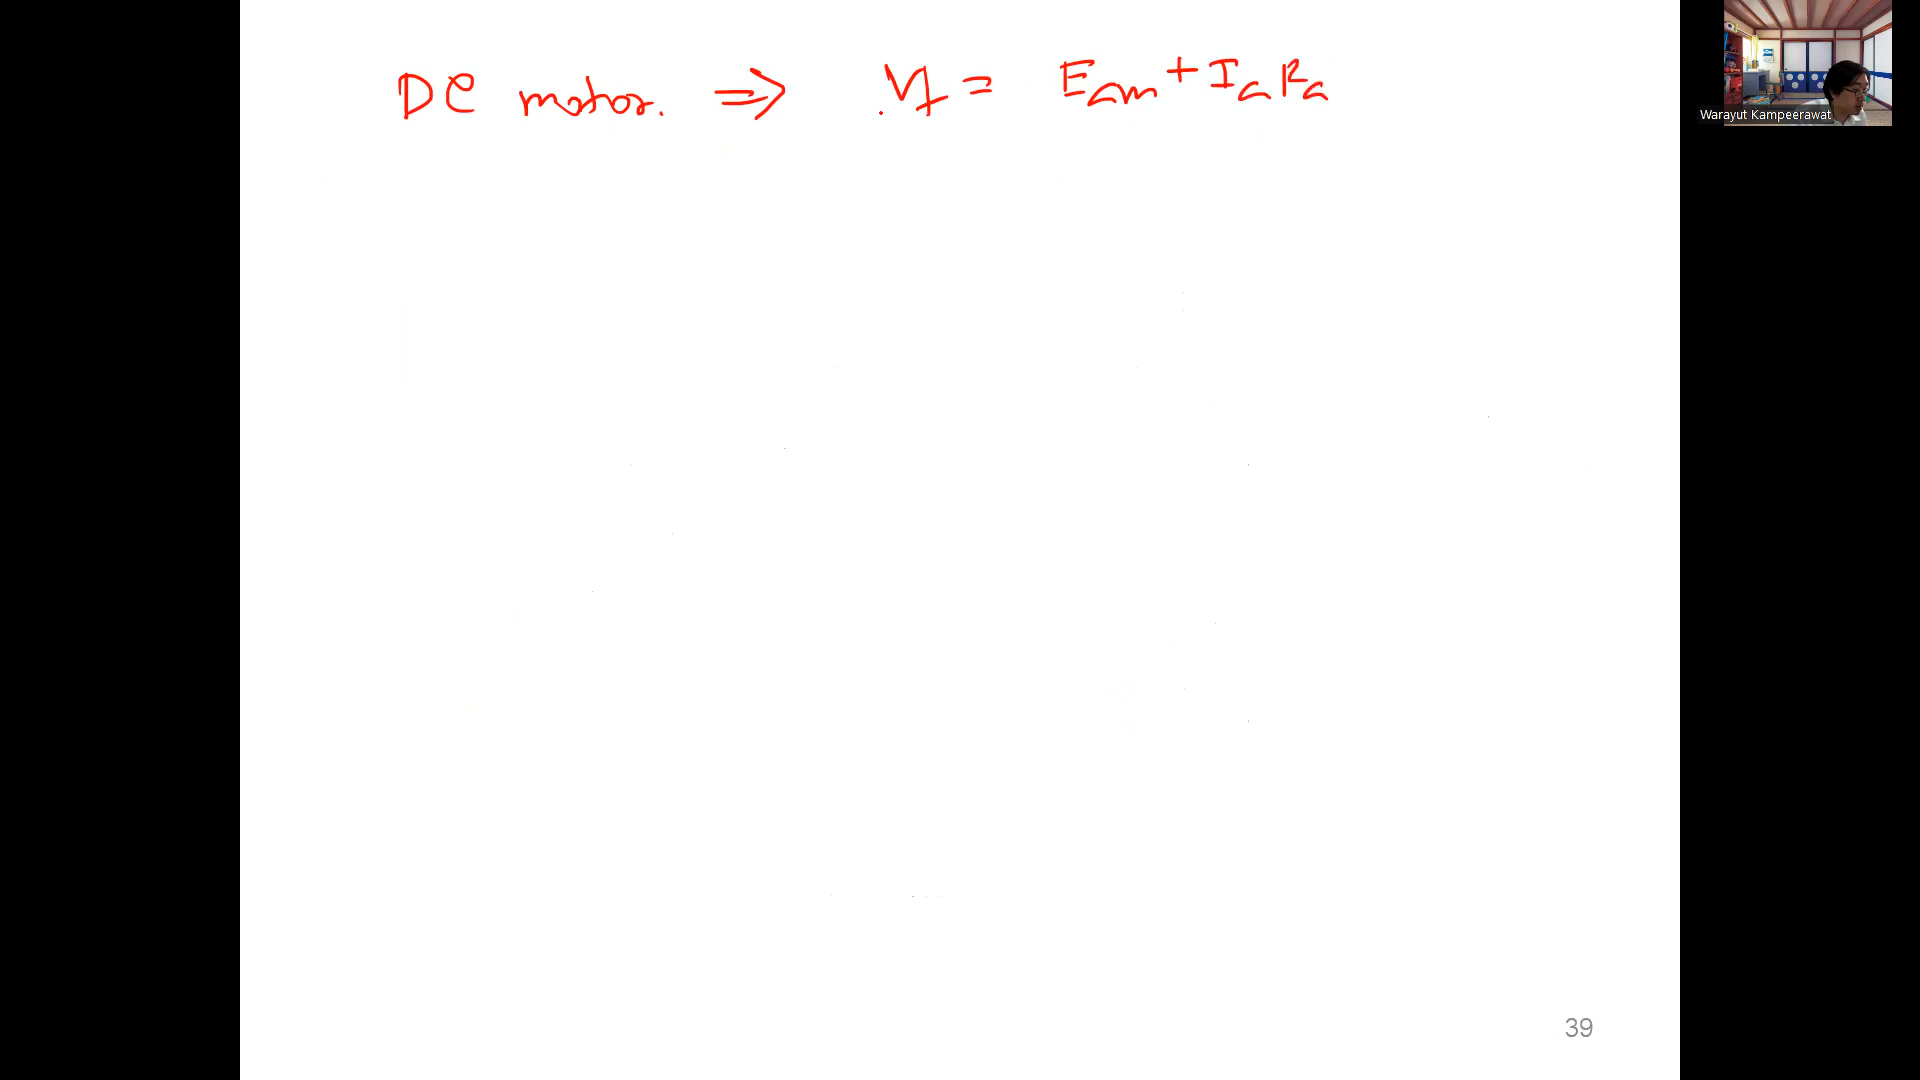 DC motor. ⇒ Vt = Eam + IaRa
Warayut Kampeerawat
39